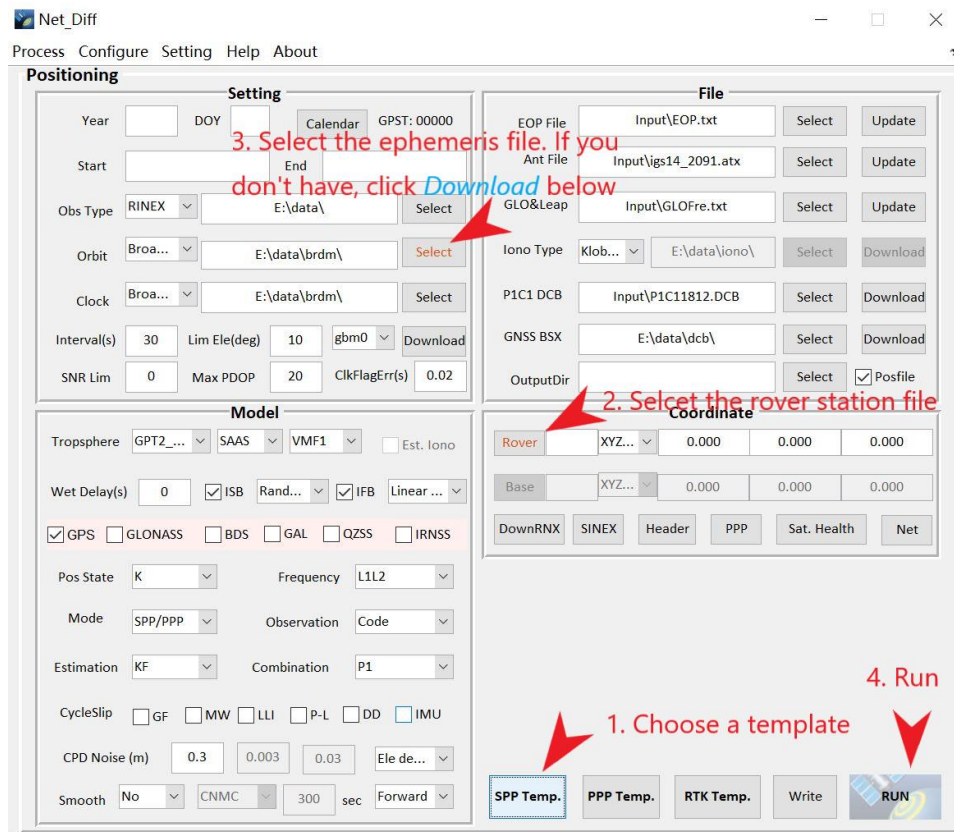 Net_Diff
Process Configure Setting Help About
Positioning
Setting
Year DOY Calendar GPST: 00000
Start End
Obs Type RINEX E:\data\ Select
Orbit Broa... E:\data\brdm\ Select
Clock Broa... E:\data\brdm\ Select
Interval(s) 30 Lim Ele(deg) 10 gbm0 Download
SNR Lim 0 Max PDOP 20 ClkFlagErr(s) 0.02
3. Select the ephemeris file. If you
don't have, click Download below
File
EOP File Input\EOP.txt Select Update
Ant File Input\igs14_2091.atx Select Update
GLO&Leap Input\GLOFre.txt Select Update
Iono Type Klob... E:\data\iono\ Select Download
P1C1 DCB Input\P1C11812.DCB Select Download
GNSS BSX E:\data\dcb\ Select Download
OutputDir Select Posfile
2. Selcet the rover station file
Model
Tropsphere GPT2_... SAAS VMF1 Est. Iono
Wet Delay(s) 0 ISB Rand... IFB Linear ...
GPS GLONASS BDS GAL QZSS IRNSS
Pos State K Frequency L1L2
Mode SPP/PPP Observation Code
Estimation KF Combination P1
CycleSlip GF MW LLI P-L DD IMU
CPD Noise (m) 0.3 0.003 0.03 Ele de...
Smooth No CNMC 300 sec Forward
Coordinate
Rover XYZ... 0.000 0.000 0.000
Base XYZ... 0.000 0.000 0.000
DownRNX SINEX Header PPP Sat. Health Net
4. Run
1. Choose a template
SPP Temp. PPP Temp. RTK Temp. Write RUN